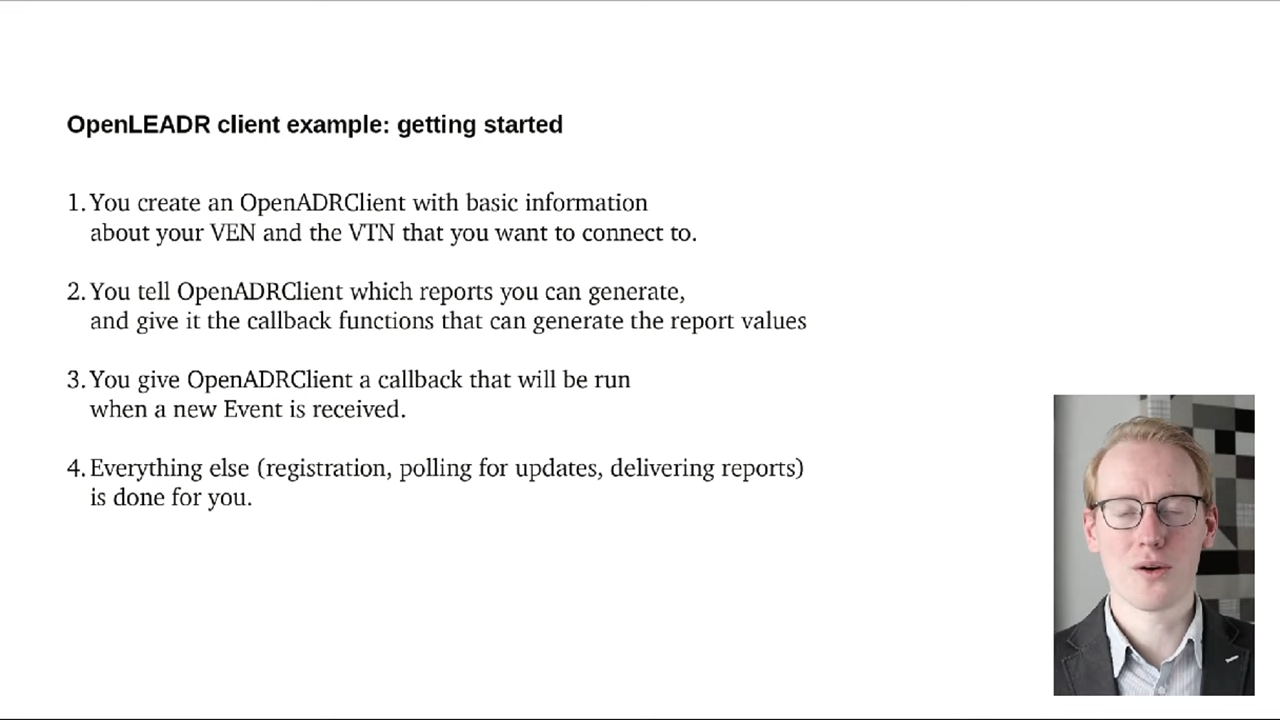 OpenLEADR client example: getting started
1. You create an OpenADRClient with basic information
about your VEN and the VTN that you want to connect to.
2. You tell OpenADRClient which reports you can generate,
and give it the callback functions that can generate the report values
3. You give OpenADRClient a callback that will be run
when a new Event is received.
4. Everything else (registration, polling for updates, delivering reports)
is done for you.